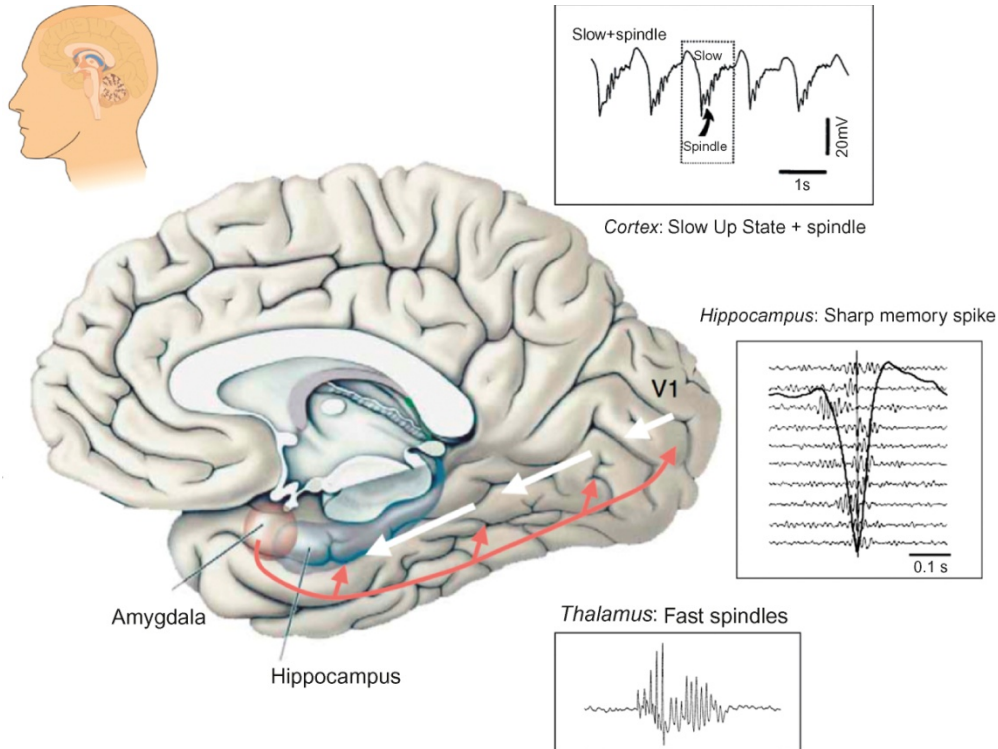 Slow+spindle
Slow
Spindle
20mV
1s
Cortex: Slow Up State + spindle
Hippocampus: Sharp memory spike
V1
0.1 s
Amygdala
Hippocampus
Thalamus: Fast spindles